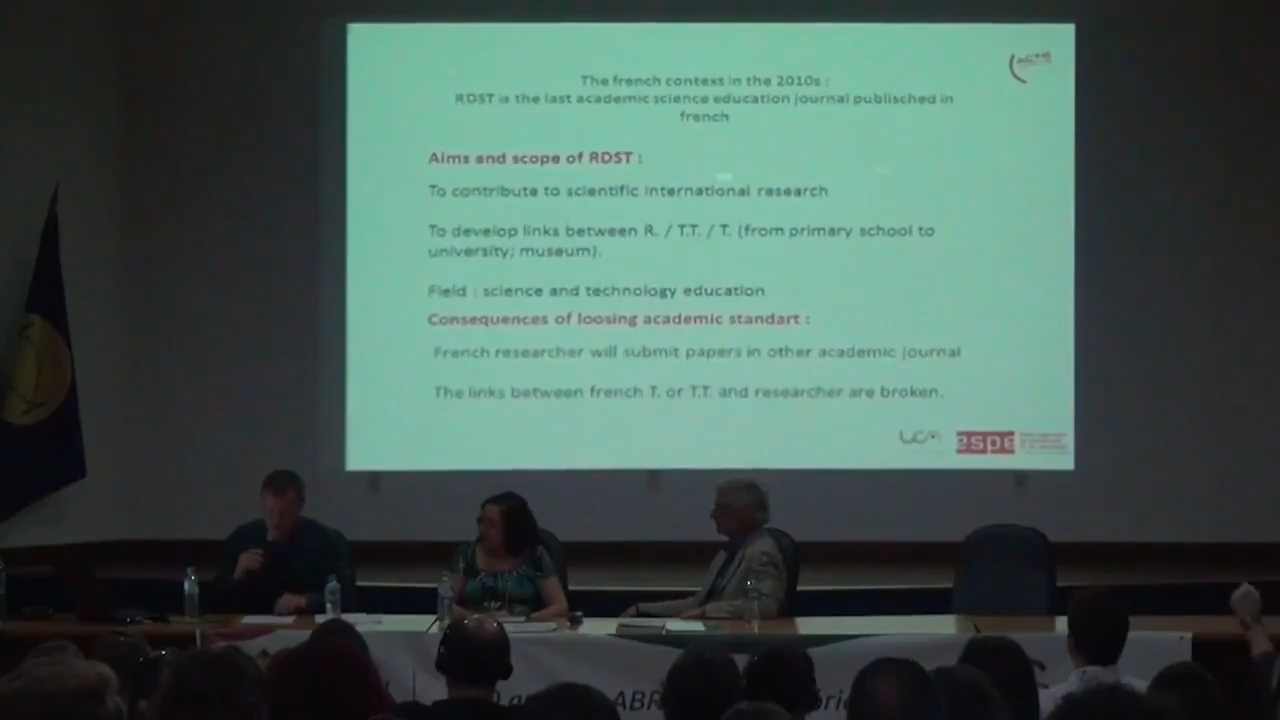 The french context in the 2010s :
RDST is the last academic science education journal publisched in
french
Aims and scope of RDST :
To contribute to scientific international research
To develop links between R. / T.T. / T. (from primary school to
university; museum).
Field : science and technology education
Consequences of loosing academic standart :
French researcher will submit papers in other academic journal
The links between french T. or T.T. and researcher are broken.
UCA
espe
ABR